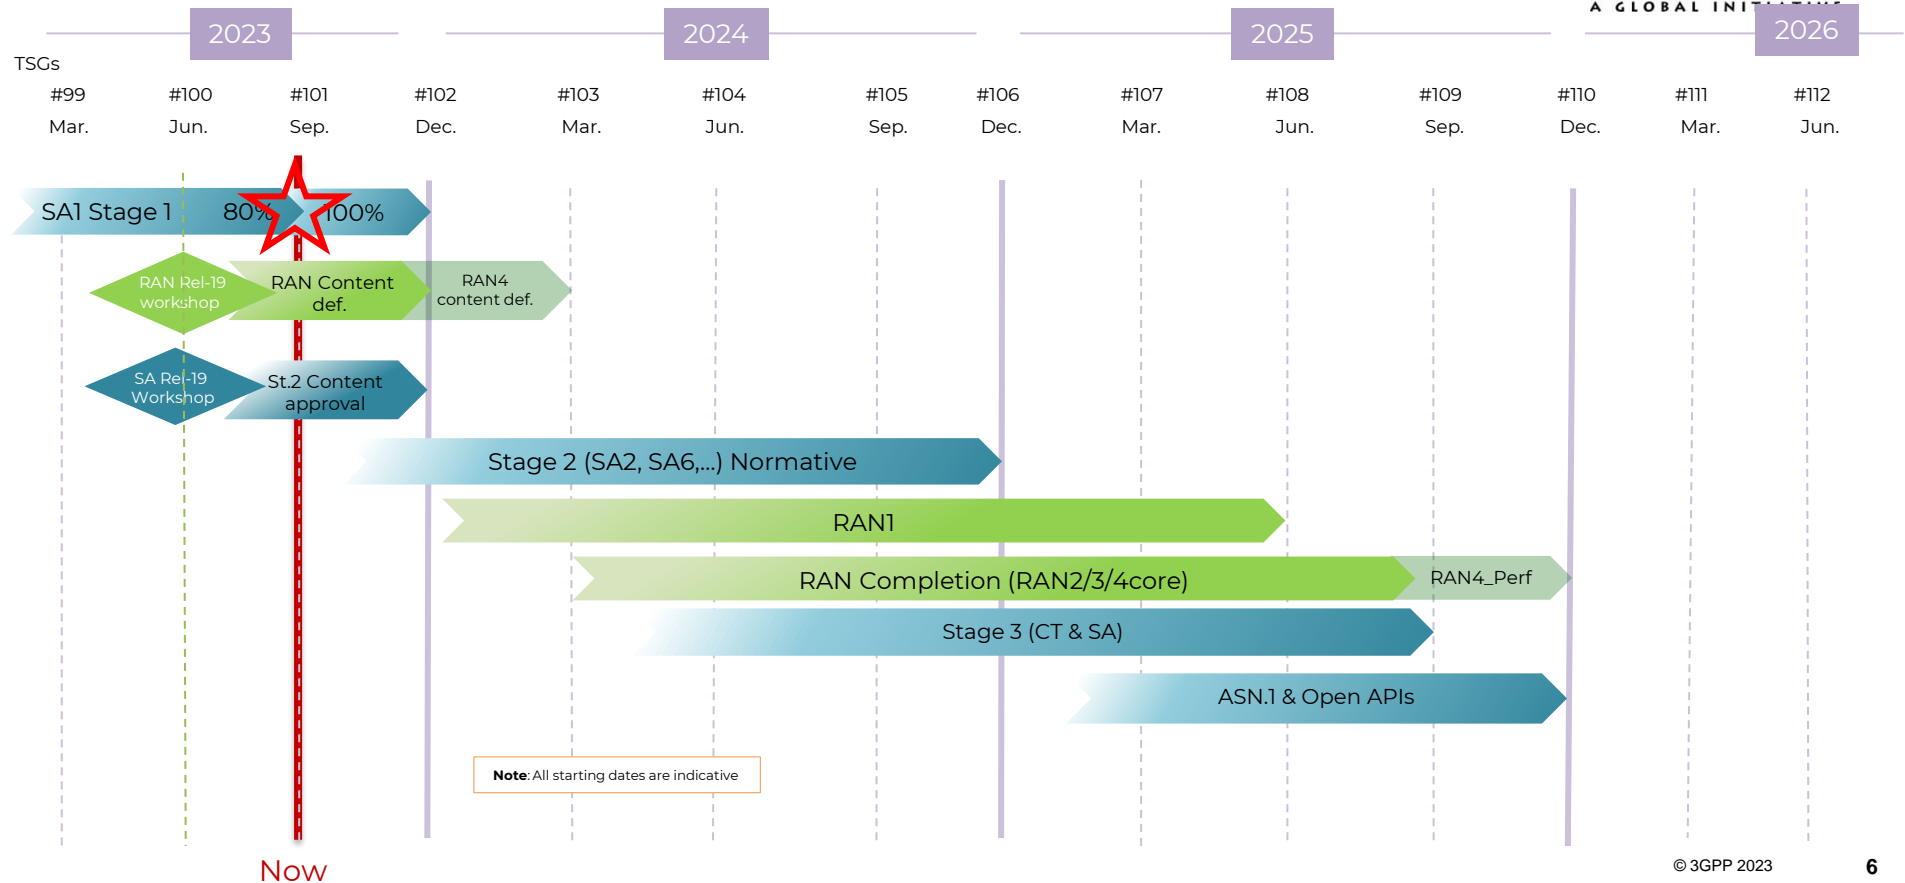 A GLOBAL INITIATIVE
2023
2024
2025
2026
TSGs
#99 #100 #101 #102 #103 #104 #105 #106 #107 #108 #109 #110 #111 #112
Mar. Jun. Sep. Dec. Mar. Jun. Sep. Dec. Mar. Jun. Sep. Dec. Mar. Jun.
SA1 Stage 1 80% 100%
RAN Rel-19
workshop
RAN Content
def.
RAN4
content def.
SA Rel-19
Workshop
St.2 Content
approval
Stage 2 (SA2, SA6,...) Normative
RAN1
RAN Completion (RAN2/3/4core)
RAN4_Perf
Stage 3 (CT & SA)
ASN.1 & Open APIs
Note: All starting dates are indicative
Now
© 3GPP 2023
6